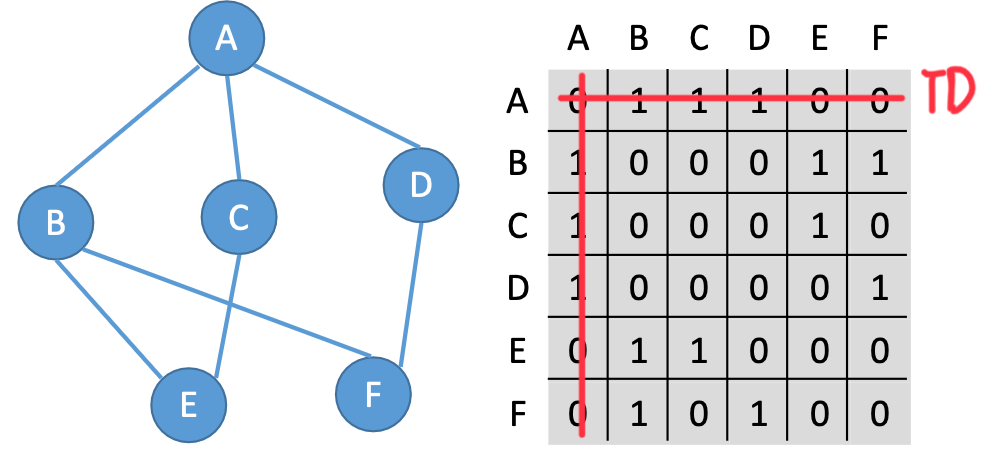 A
B
C
D
E
F
A B C D E F
A 0 1 1 1 0 0 TD
B 1 0 0 0 1 1
C 1 0 0 0 1 0
D 1 0 0 0 0 1
E 0 1 1 0 0 0
F 0 1 0 1 0 0